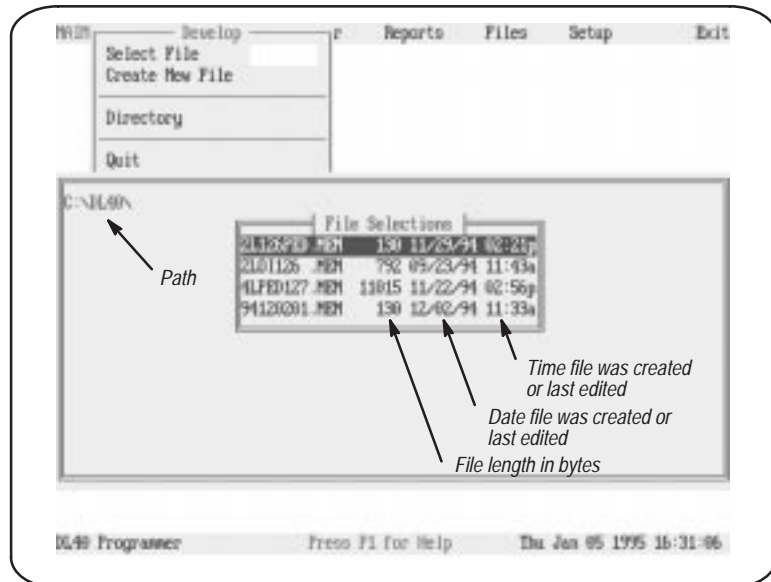 MAIN Develop r Reports Files Setup Exit
Select File
Create New File
Directory
Quit
C:\DL40\
File Selections
.MEM 130 11/29/94 02:21p
2LOI126 .MEM 792 09/23/94 11:43a
4LPED127.MEM 11015 11/22/94 02:56p
94120201.MEM 130 12/02/94 11:33a
Path
Time file was created
or last edited
Date file was created or
last edited
File length in bytes
DL40 Programmer Press F1 for Help Thu Jan 05 1995 16:31:06